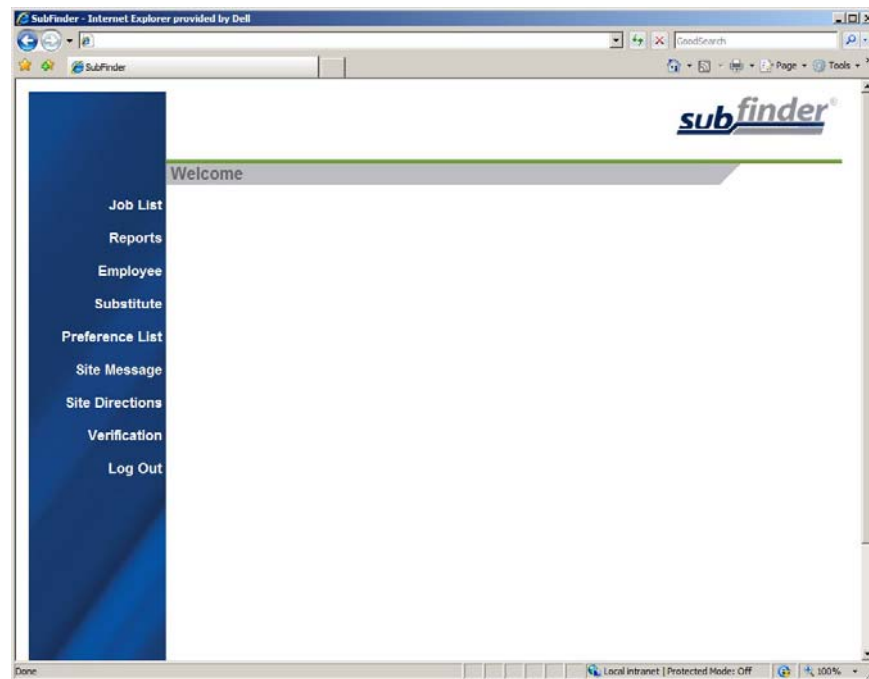 SubFinder - Internet Explorer provided by Dell
GoodSearch
SubFinder
Page
Tools
subfinder®
Welcome
Job List
Reports
Employee
Substitute
Preference List
Site Message
Site Directions
Verification
Log Out
Done
Local intranet | Protected Mode: Off
100%